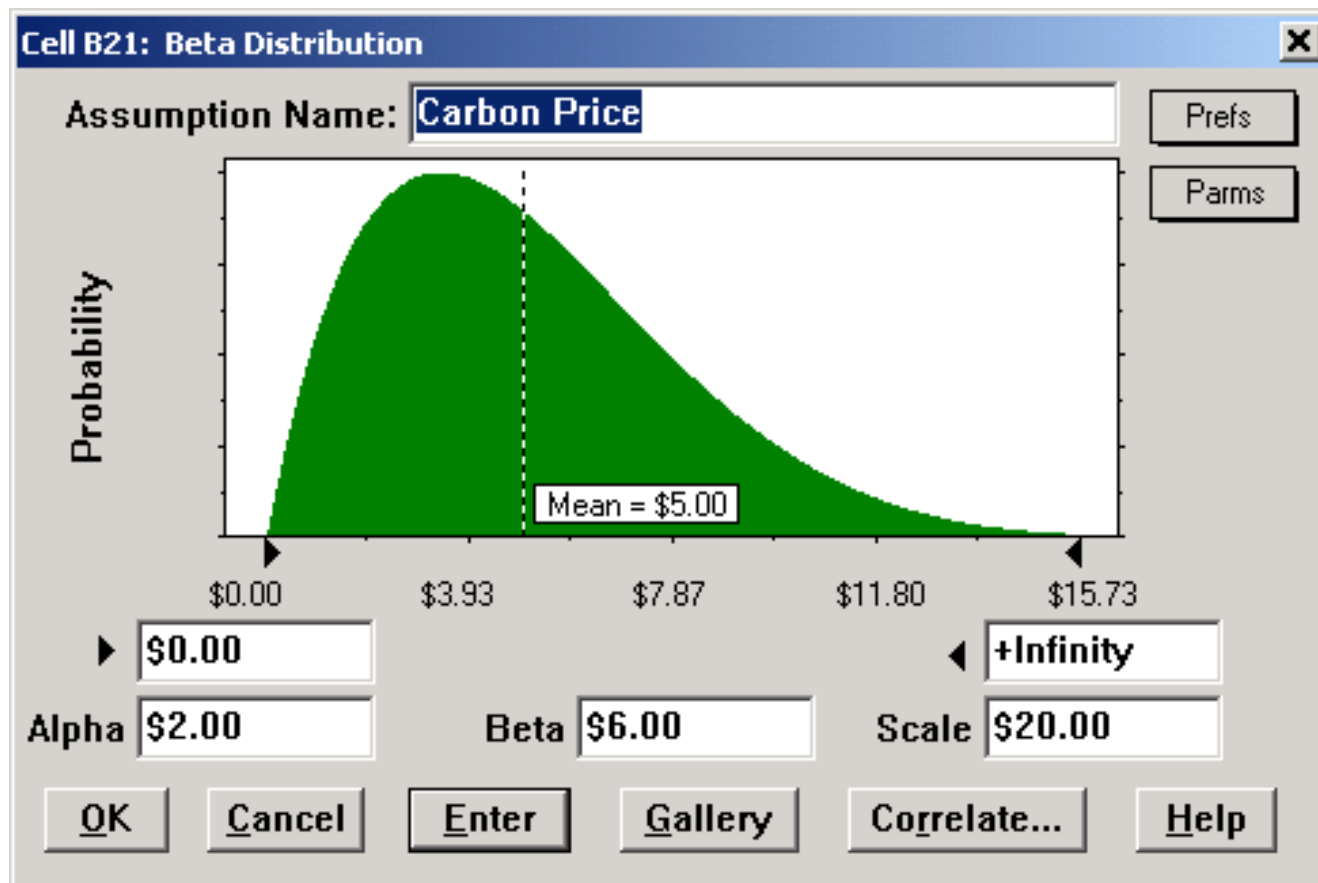 Cell B21: Beta Distribution
Assumption Name: Carbon Price
Prefs
Parms
Probability
Mean = $5.00
$0.00 $3.93 $7.87 $11.80 $15.73
$0.00 +Infinity
Alpha $2.00 Beta $6.00 Scale $20.00
OK Cancel Enter Gallery Correlate... Help